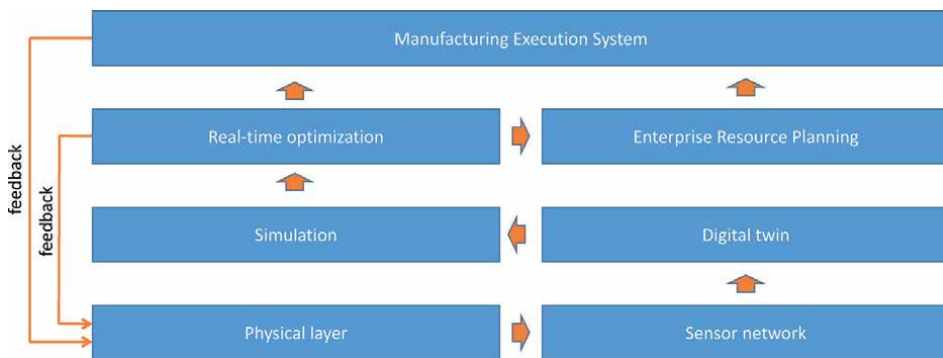 Manufacturing Execution System
Real-time optimization
Enterprise Resource Planning
feedback
feedback
Simulation
Digital twin
Physical layer
Sensor network